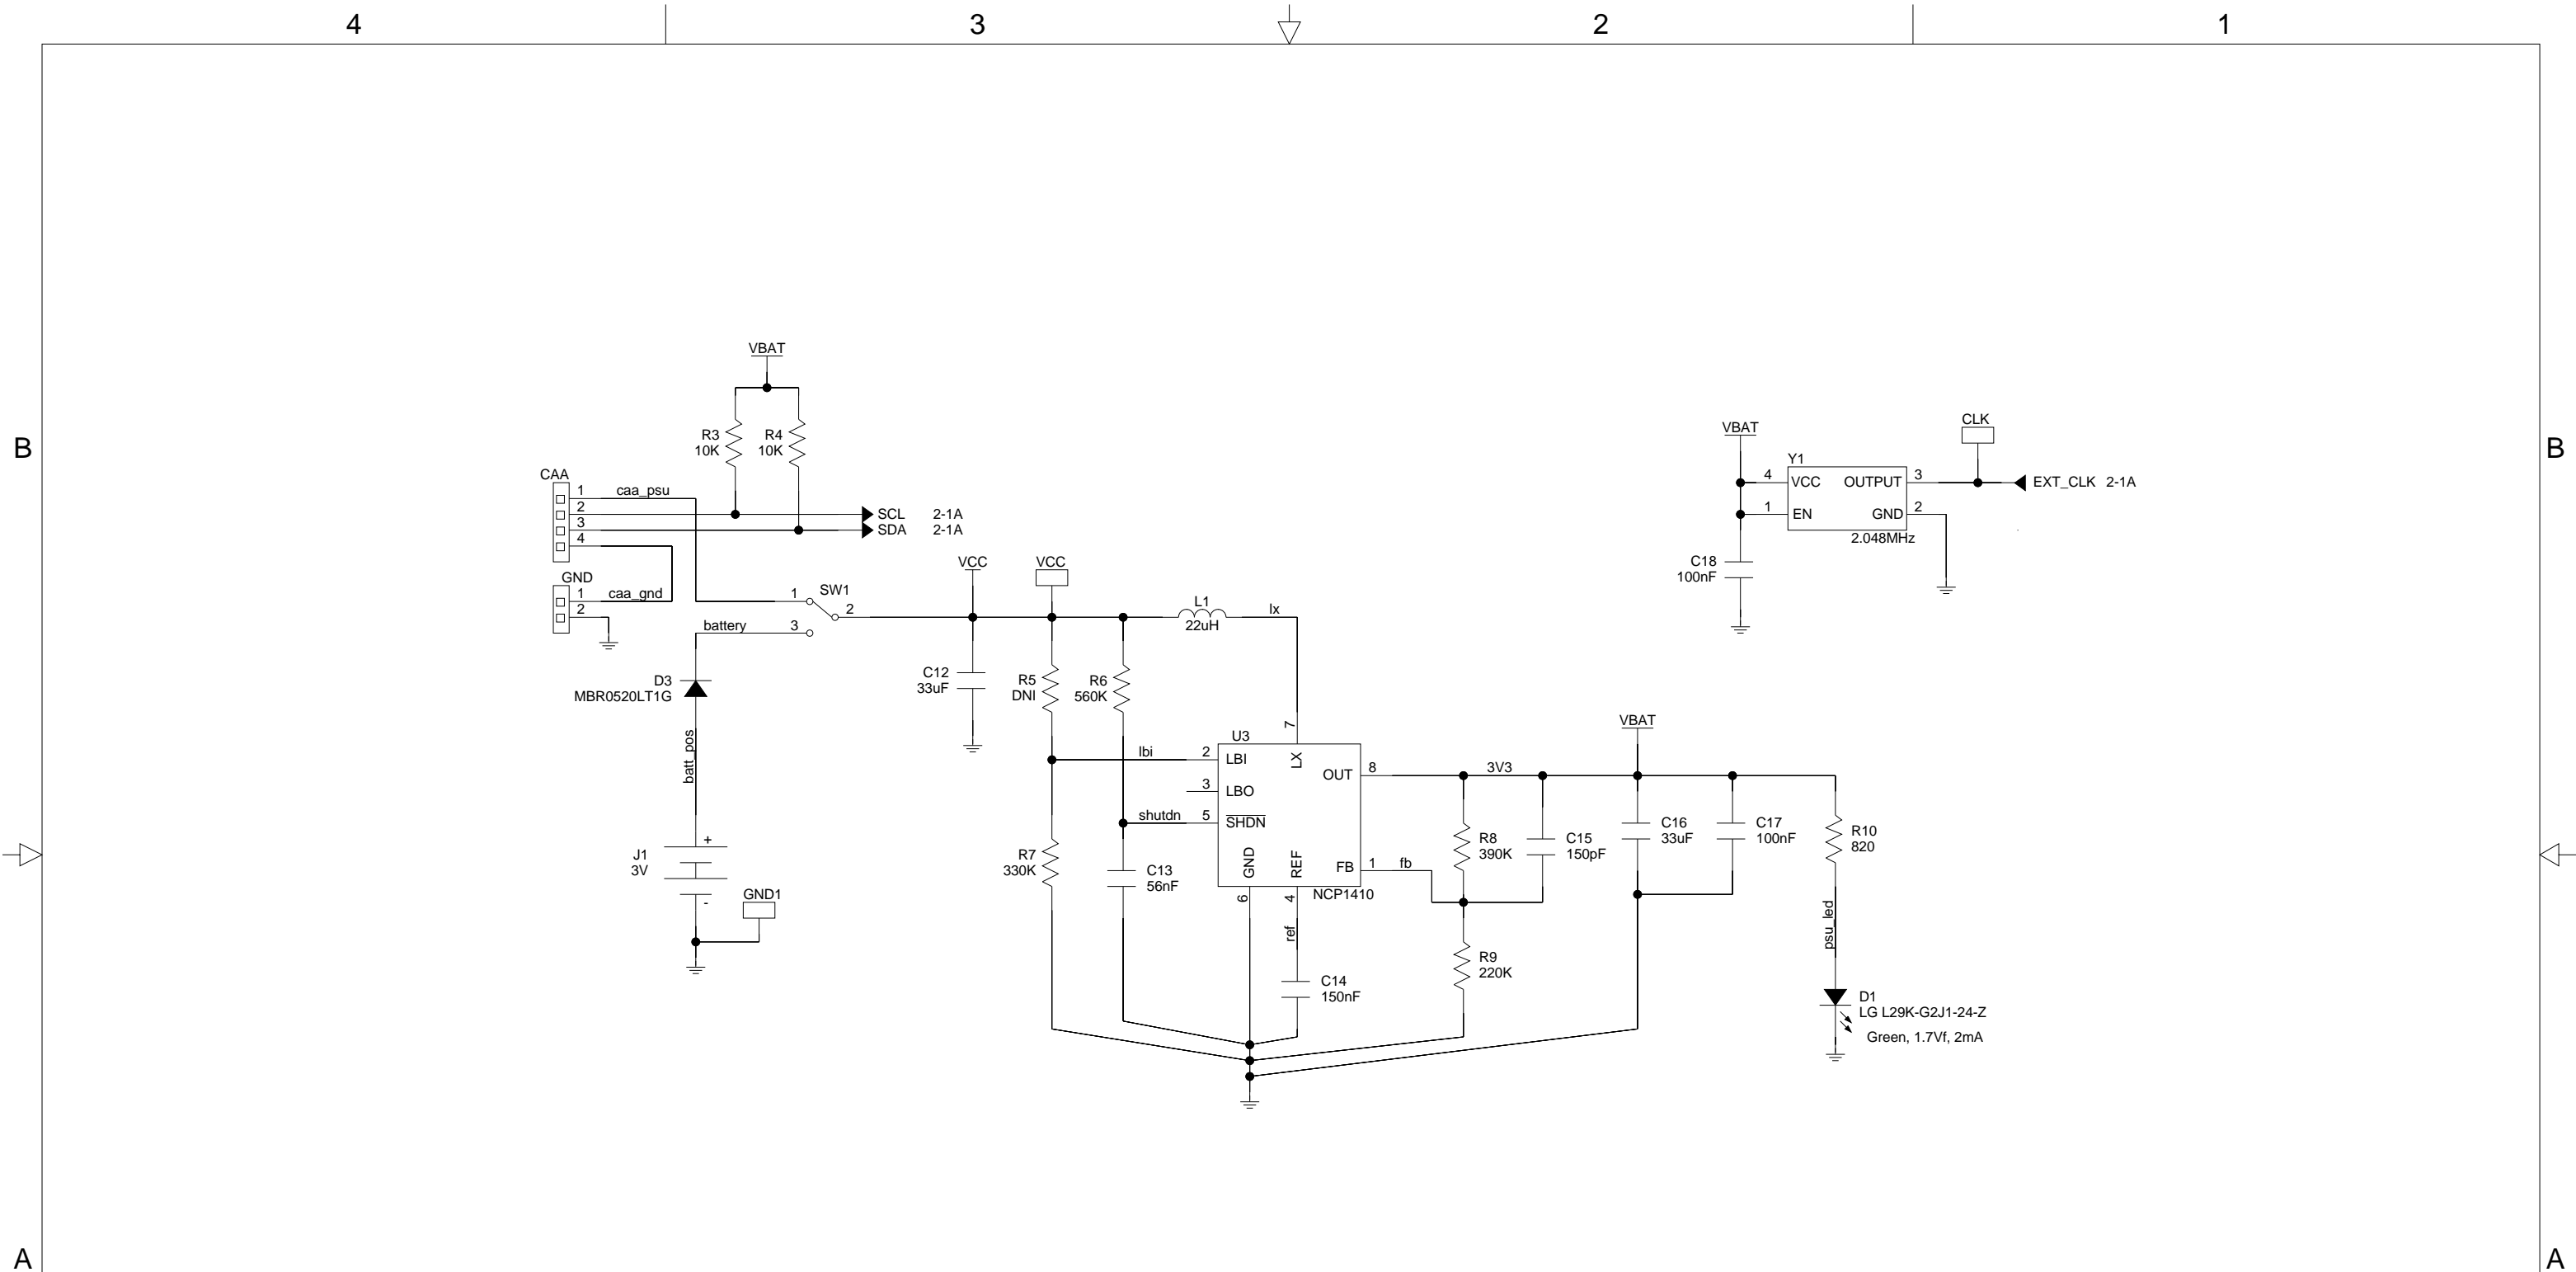 4 3 2 1
VBAT
R3
10K
R4
10K
B
CAA
1 caa_psu
2
3
4
SCL 2-1A
SDA 2-1A
GND
1 caa_gnd
2
1
SW1
2
battery 3
D3
MBR0520LT1G
batt_pos
J1
3V
+
-
GND1
VCC
VCC
L1
22uH
lx
C12
33uF
R5
DNI
R6
560K
U3
7
LX
lbi 2 LBI
3 LBO
shutdn 5 SHDN
OUT 8
3V3
FB 1 fb
GND
6
REF
4
NCP1410
ref
R7
330K
C13
56nF
C14
150nF
R8
390K
C15
150pF
R9
220K
VBAT
C16
33uF
C17
100nF
R10
820
psu_led
D1
LG L29K-G2J1-24-Z
Green, 1.7Vf, 2mA
VBAT
Y1
4 VCC OUTPUT 3
1 EN GND 2
2.048MHz
CLK
EXT_CLK 2-1A
C18
100nF
B
A
A